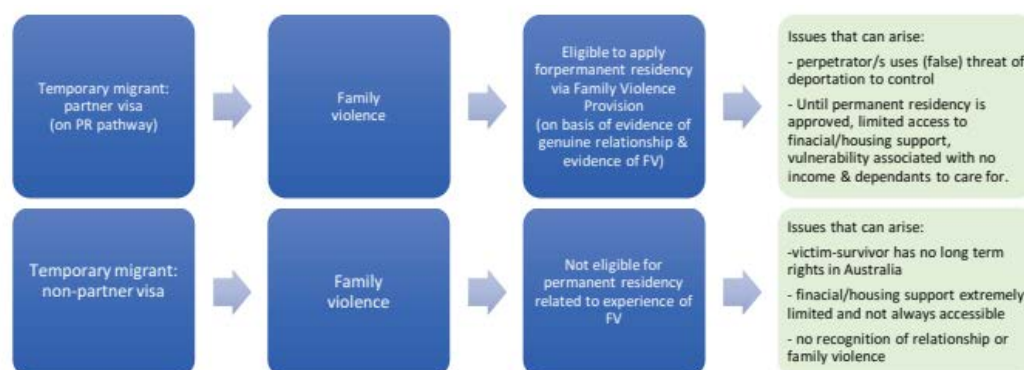 Temporary migrant:
partner visa
(on PR pathway)
Family
violence
Eligible to apply
forpermanent residency
via Family Violence
Provision
(on basis of evidence of
genuine relationship &
evidence of FV)
Issues that can arise:
- perpetrator/s uses (false) threat of
deportation to control
- Until permanent residency is
approved, limited access to
finacial/housing support,
vulnerability associated with no
income & dependants to care for.
Temporary migrant:
non-partner visa
Family
violence
Not eligible for
permanent residency
related to experience of
FV
Issues that can arise:
-victim-survivor has no long term
rights in Australia
- finacial/housing support extremely
limited and not always accessible
- no recognition of relationship or
family violence